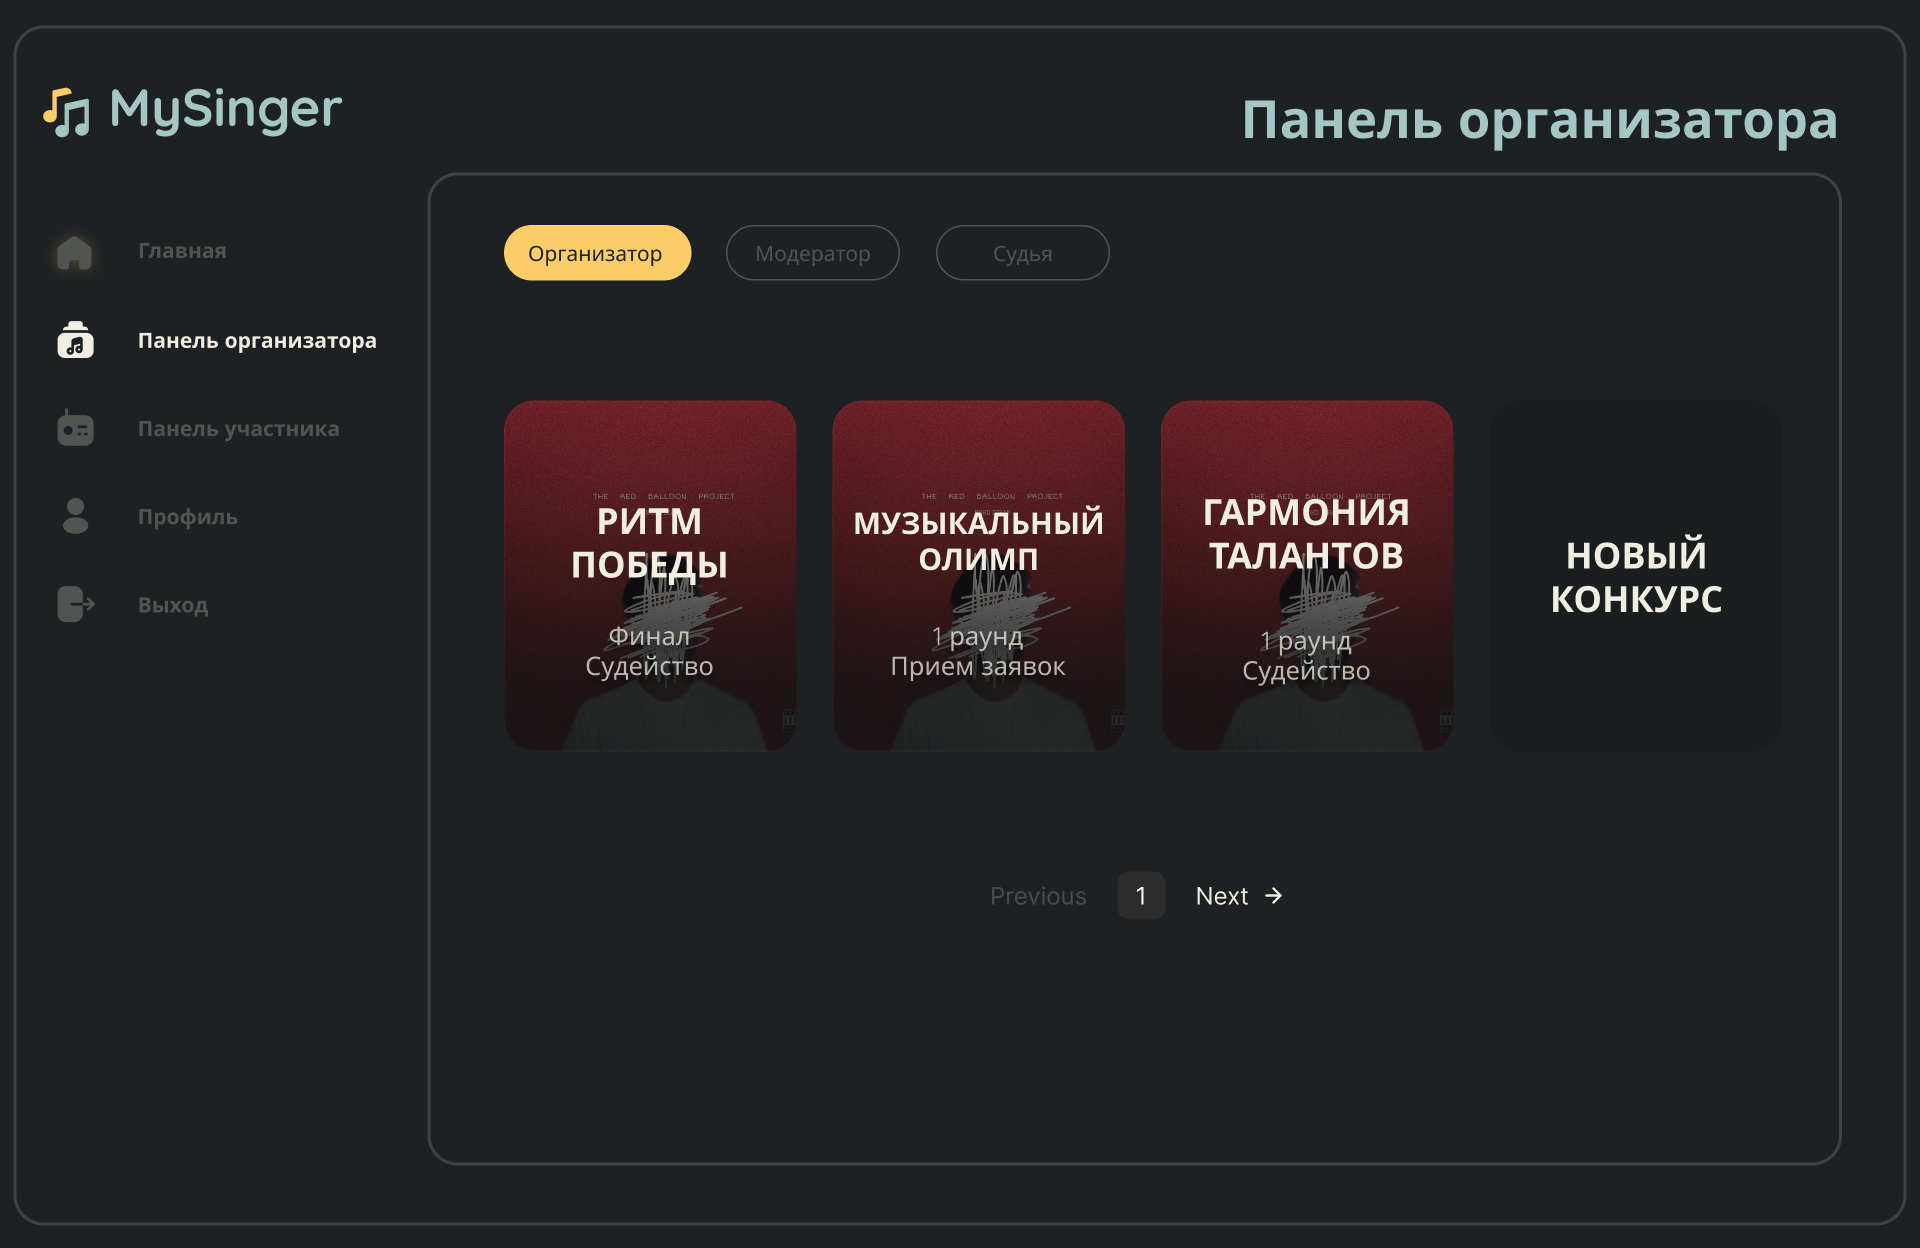 MySinger
Панель организатора
Главная
Панель организатора
Панель участника
Профиль
Выход
Организатор
Модератор
Судья
THE RED BALLOON PROJECT
РИТМ
ПОБЕДЫ
Финал
Судейство
THE RED BALLOON PROJECT
МУЗЫКАЛЬНЫЙ
ОЛИМП
1 раунд
Прием заявок
THE RED BALLOON PROJECT
ГАРМОНИЯ
ТАЛАНТОВ
1 раунд
Судейство
НОВЫЙ
КОНКУРС
Previous
1
Next